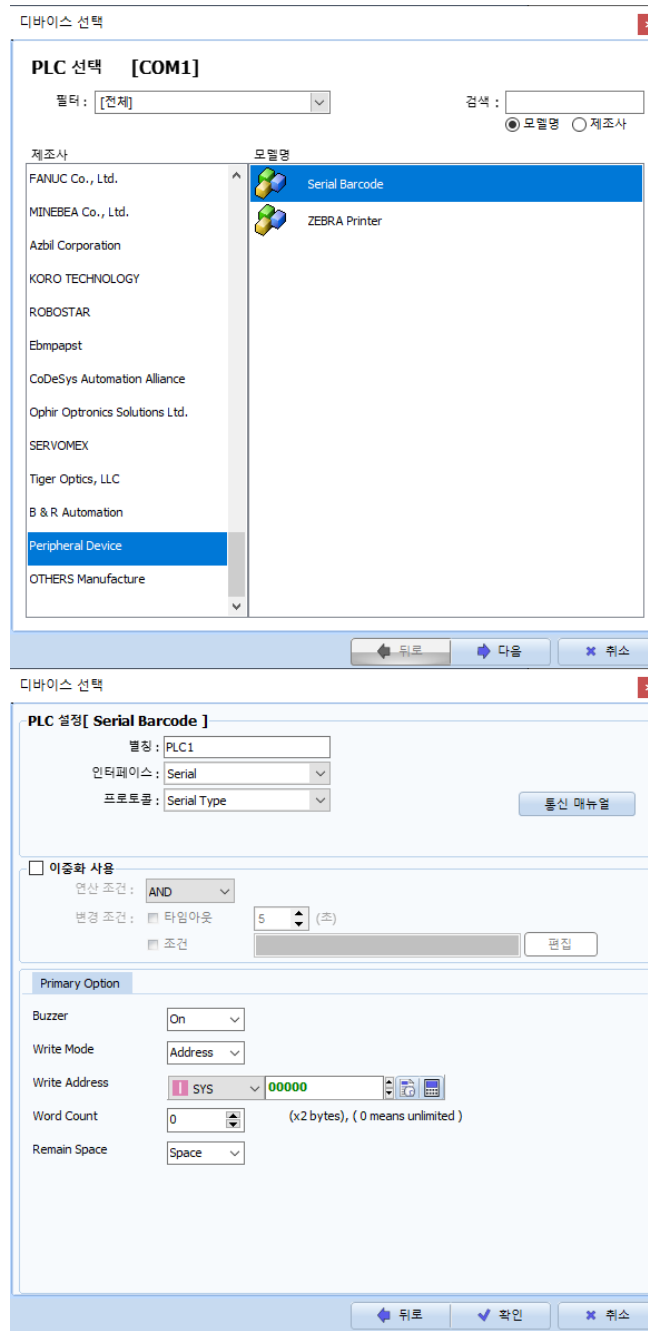 디바이스 선택
PLC 선택 [COM1]
필터 : [전체] 검색 :
모델명 제조사
제조사 모델명
FANUC Co., Ltd.
MINEBEA Co., Ltd.
Azbil Corporation
KORO TECHNOLOGY
ROBOSTAR
Ebmpapst
CoDeSys Automation Alliance
Ophir Optronics Solutions Ltd.
SERVOMEX
Tiger Optics, LLC
B & R Automation
Peripheral Device
OTHERS Manufacture
Serial Barcode
ZEBRA Printer
뒤로 다음 취소
디바이스 선택
PLC 설정[ Serial Barcode ]
별칭 : PLC1
인터페이스 : Serial
프로토콜 : Serial Type 통신 매뉴얼
이중화 사용
연산 조건 : AND
변경 조건 : 타임아웃 5 (초)
조건 편집
Primary Option
Buzzer On
Write Mode Address
Write Address I SYS 00000
Word Count 0 (x2 bytes), ( 0 means unlimited )
Remain Space Space
뒤로 확인 취소